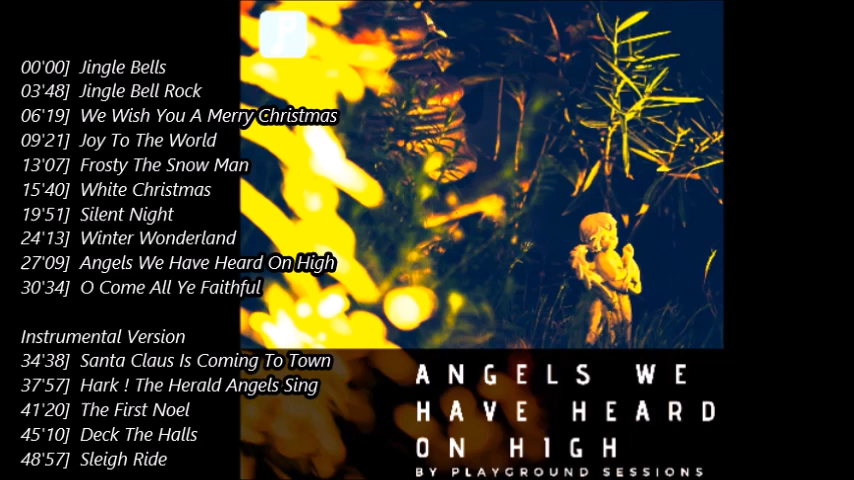 00'00] Jingle Bells
03'48] Jingle Bell Rock
06'19] We Wish You A Merry Christmas
09'21] Joy To The World
13'07] Frosty The Snow Man
15'40] White Christmas
19'51] Silent Night
24'13] Winter Wonderland
27'09] Angels We Have Heard On High
30'34] O Come All Ye Faithful
Instrumental Version
34'38] Santa Claus Is Coming To Town
37'57] Hark ! The Herald Angels Sing
41'20] The First Noel
45'10] Deck The Halls
48'57] Sleigh Ride
ANGELS WE
HAVE HEARD
ON HIGH
BY PLAYGROUND SESSIONS